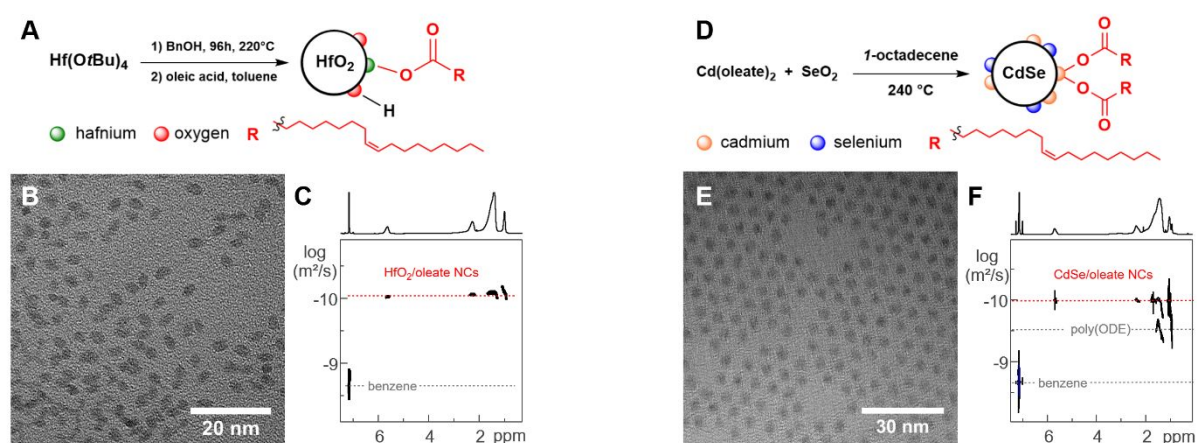 A
Hf(OtBu)₄
1) BnOH, 96h, 220°C
2) oleic acid, toluene
HfO₂
O
O
R
H
hafnium
oxygen
R
B
20 nm
C
log
(m²/s)
HfO₂/oleate NCs
-10
-9
benzene
6 4 2 ppm
D
Cd(oleate)₂ + SeO₂
1-octadecene
240 °C
CdSe
O
O
R
O
R
O
cadmium
selenium
R
E
30 nm
F
log
(m²/s)
CdSe/oleate NCs
-10
poly(ODE)
-9
benzene
6 4 2 ppm